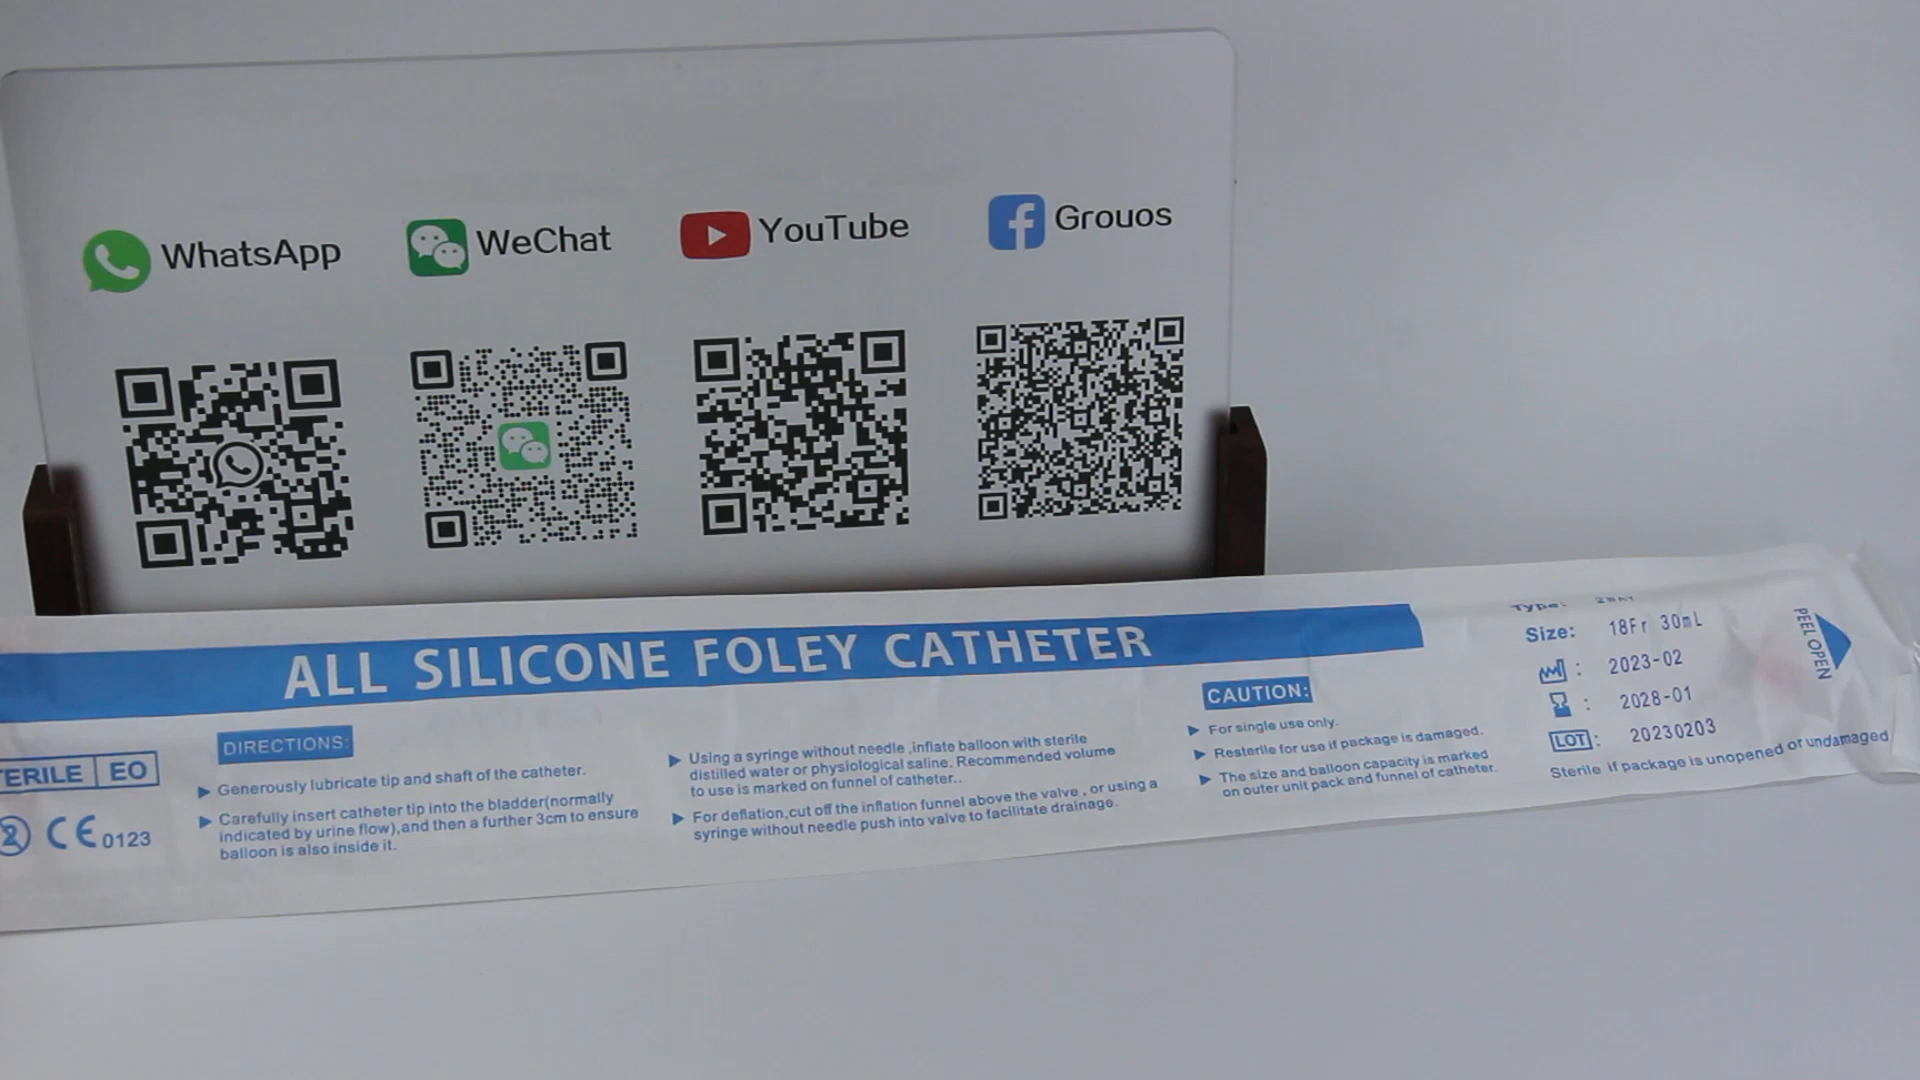 WhatsApp
WeChat
YouTube
Grouos
ALL SILICONE FOLEY CATHETER
ERILE EO
2
CE 0123
DIRECTIONS:
Generously lubricate tip and shaft of the catheter.
Carefully insert catheter tip into the bladder(normally
indicated by urine flow),and then a further 3cm to ensure
balloon is also inside it.
Using a syringe without needle ,inflate balloon with sterile
distilled water or physiological saline. Recommended volume
to use is marked on funnel of catheter..
For deflation,cut off the inflation funnel above the valve , or using a
syringe without needle push into valve to facilitate drainage.
CAUTION:
For single use only.
Resterile for use if package is damaged.
The size and balloon capacity is marked
on outer unit pack and funnel of catheter.
Type:
Size: 18Fr 30mL
: 2023-02
: 2028-01
LOT: 20230203
Sterile if package is unopened or undamaged
PEEL OPEN